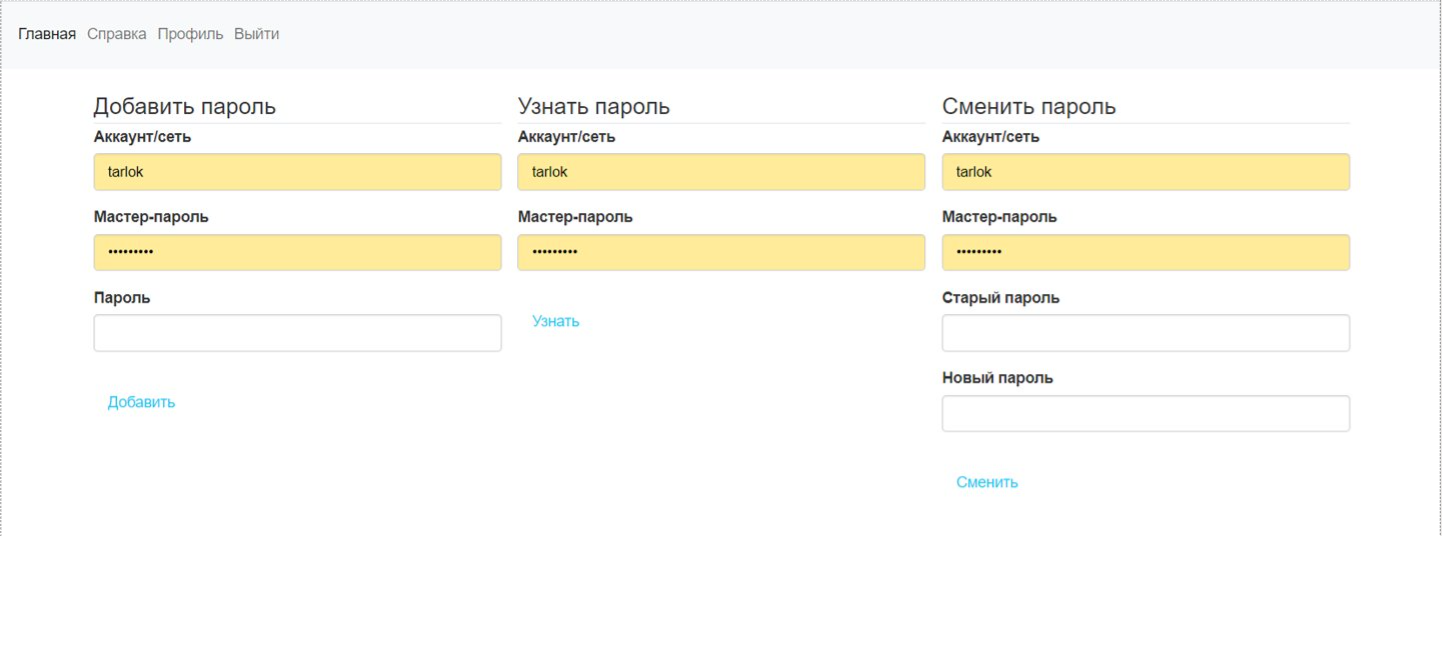 Главная Справка Профиль Выйти
Добавить пароль
Аккаунт/сеть
tarlok
Мастер-пароль
•••••••••
Пароль
Добавить
Узнать пароль
Аккаунт/сеть
tarlok
Мастер-пароль
•••••••••
Узнать
Сменить пароль
Аккаунт/сеть
tarlok
Мастер-пароль
•••••••••
Старый пароль
Новый пароль
Сменить